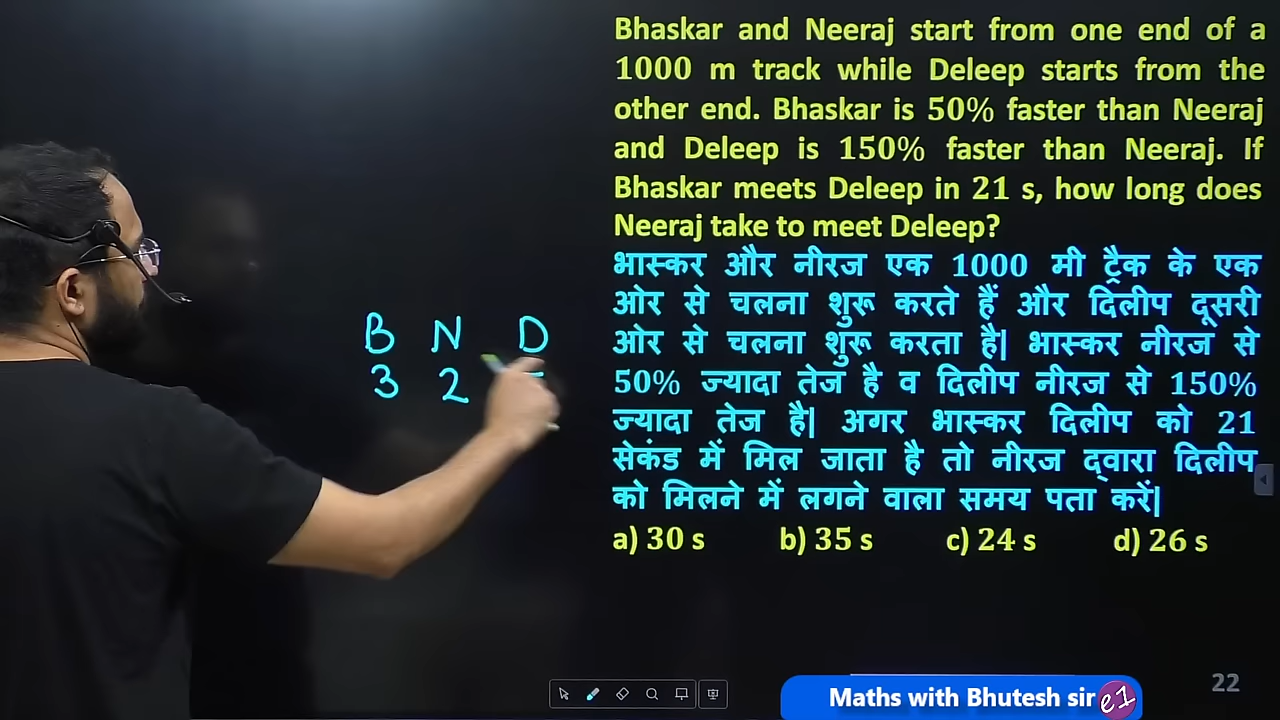 Bhaskar and Neeraj start from one end of a
1000 m track while Deleep starts from the
other end. Bhaskar is 50% faster than Neeraj
and Deleep is 150% faster than Neeraj. If
Bhaskar meets Deleep in 21 s, how long does
Neeraj take to meet Deleep?
भास्कर और नीरज एक 1000 मी ट्रैक के एक
ओर से चलना शुरू करते हैं और दिलीप दूसरी
ओर से चलना शुरू करता है| भास्कर नीरज से
50% ज्यादा तेज है व दिलीप नीरज से 150%
ज्यादा तेज है| अगर भास्कर दिलीप को 21
सेकंड में मिल जाता है तो नीरज द्वारा दिलीप
को मिलने में लगने वाला समय पता करें|
a) 30 s b) 35 s c) 24 s d) 26 s
B N D
3 2
Maths with Bhutesh sir e1
22